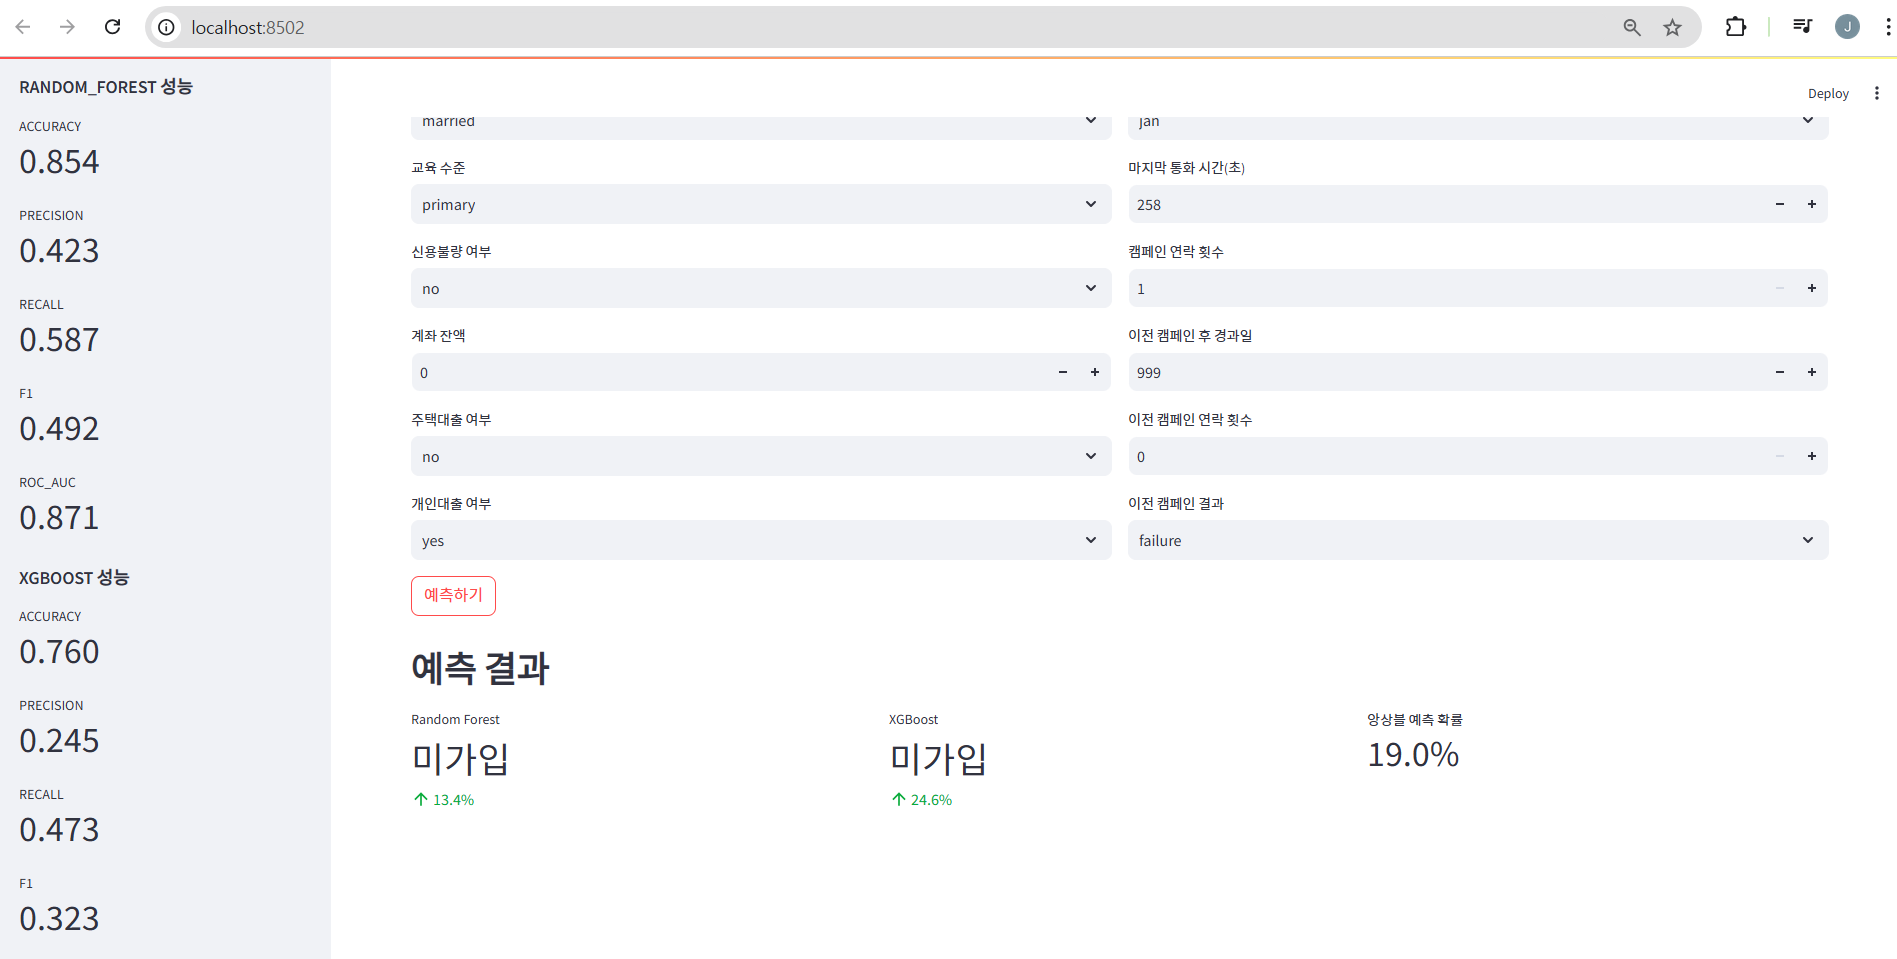 localhost:8502
J
Deploy
RANDOM_FOREST 성능
ACCURACY
0.854
PRECISION
0.423
RECALL
0.587
F1
0.492
ROC_AUC
0.871
XGBOOST 성능
ACCURACY
0.760
PRECISION
0.245
RECALL
0.473
F1
0.323
married
교육 수준
primary
신용불량 여부
no
계좌 잔액
0
주택대출 여부
no
개인대출 여부
yes
jan
마지막 통화 시간(초)
258
캠페인 연락 횟수
1
이전 캠페인 후 경과일
999
이전 캠페인 연락 횟수
0
이전 캠페인 결과
failure
예측하기
예측 결과
Random Forest
미가입
13.4%
XGBoost
미가입
24.6%
앙상블 예측 확률
19.0%